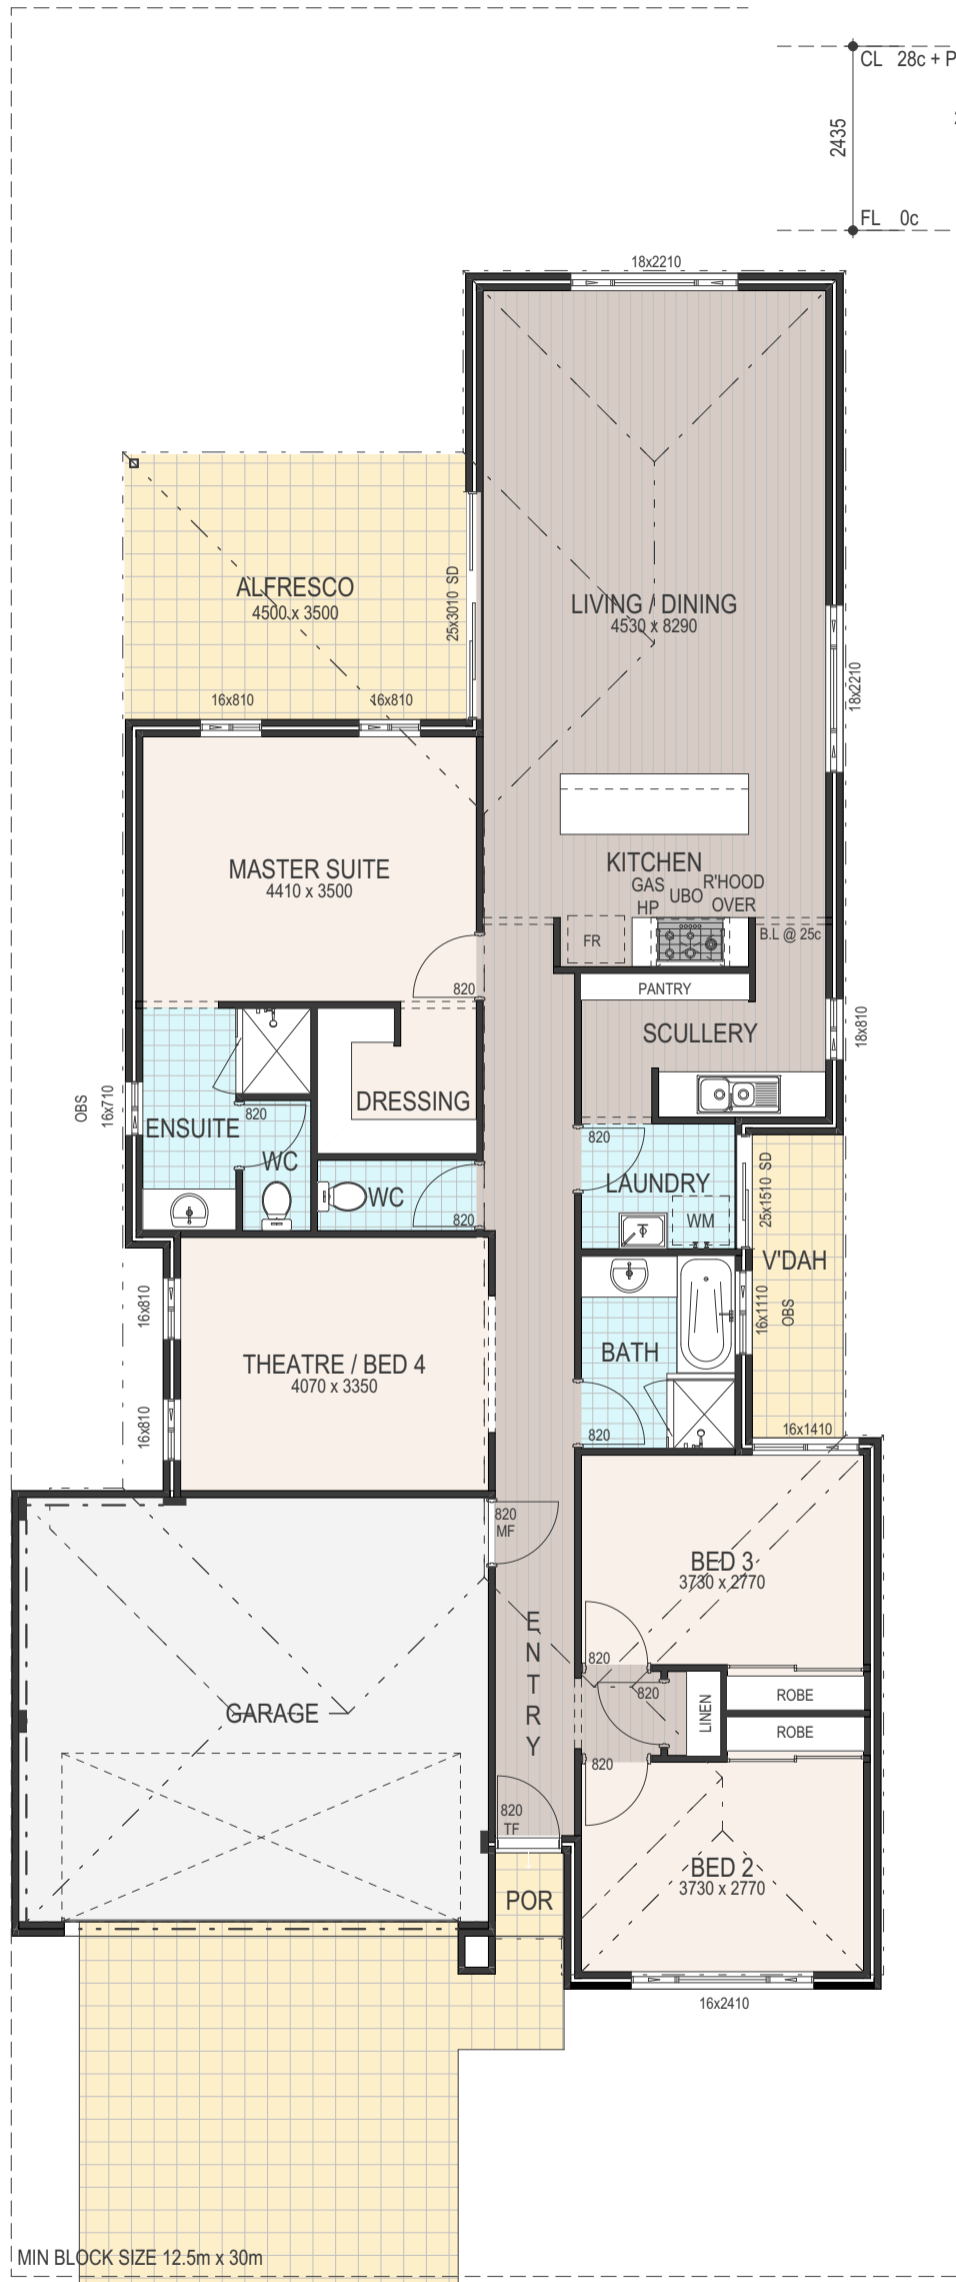 CL 28c + P
2435
FL 0c
18x2210
ALFRESCO
4500 x 3500
25x3010 SD
LIVING / DINING
4530 x 8290
18x2210
16x810
16x810
MASTER SUITE
4410 x 3500
KITCHEN
GAS
HP
UBO
R'HOOD
OVER
FR
B.L @ 25c
820
PANTRY
SCULLERY
18x810
OBS
16x710
ENSUITE
820
WC
DRESSING
WC
820
820
LAUNDRY
WM
25x1510 SD
V'DAH
16x810
THEATRE / BED 4
4070 x 3350
BATH
16x1110
OBS
16x810
820
16x1410
820
MF
BED 3
3730 x 2770
ENTRY
820
820
LINEN
ROBE
ROBE
GARAGE
820
820
TF
BED 2
3730 x 2770
POR
16x2410
MIN BLOCK SIZE 12.5m x 30m